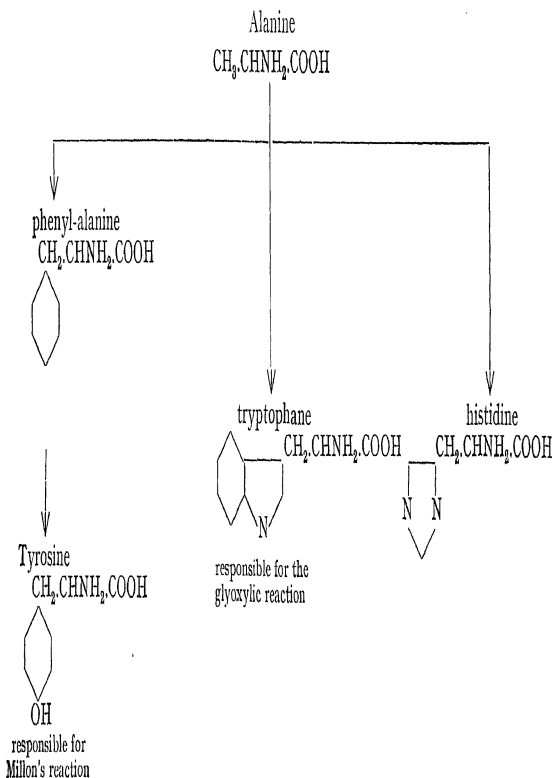 Alanine
CH₃.CHNH₂.COOH
phenyl-alanine
CH₂.CHNH₂.COOH
tryptophane
CH₂.CHNH₂.COOH
N
responsible for the
glyoxylic reaction
histidine
CH₂.CHNH₂.COOH
N N
Tyrosine
CH₂.CHNH₂.COOH
OH
responsible for
Millon's reaction